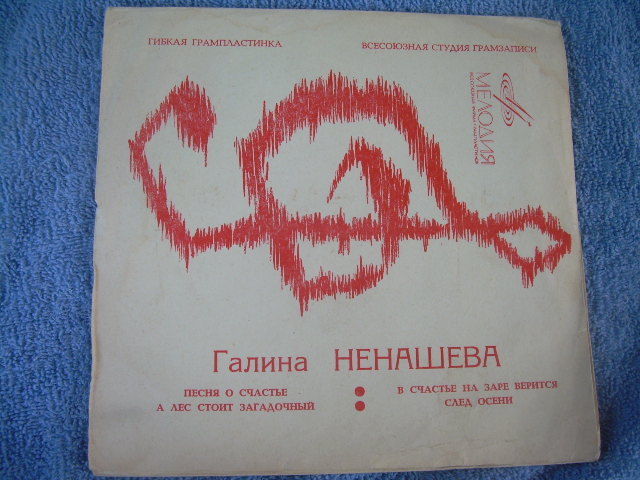 ГИБКАЯ ГРАМПЛАСТИНКА
ВСЕСОЮЗНАЯ СТУДИЯ ГРАМЗАПИСИ
МЕЛОДИЯ
Галина НЕНАШЕВА
ПЕСНЯ О СЧАСТЬЕ
А ЛЕС СТОИТ ЗАГАДОЧНЫЙ
В СЧАСТЬЕ НА ЗАРЕ ВЕРИТСЯ
СЛЕД ОСЕНИ